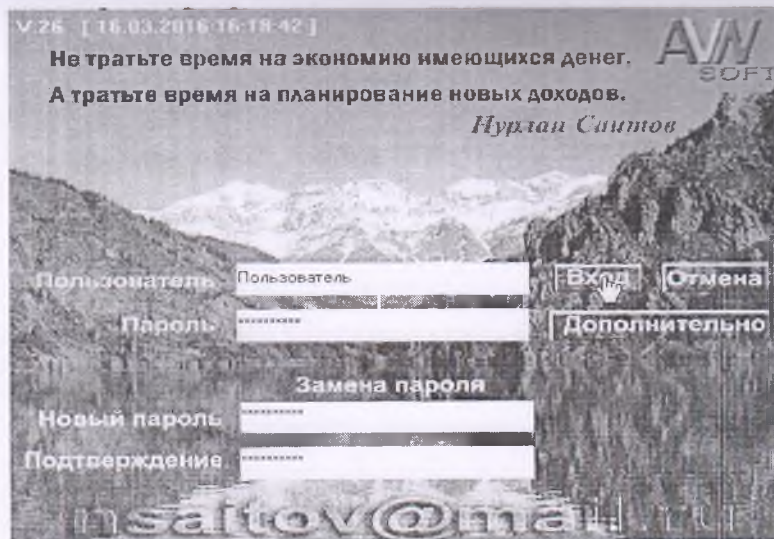 V.26 [ 16.03.2016 16-18-42 ]
AVN
SOFT
Не тратьте время на экономию имеющихся денег.
А тратьте время на планирование новых доходов.
Нурлан Саитов
Пользователь Пользователь Вход Отмена
Пароль ********** Дополнительно
Замена пароля
Новый пароль **********
Подтверждение **********
nsaitov@mail.ru